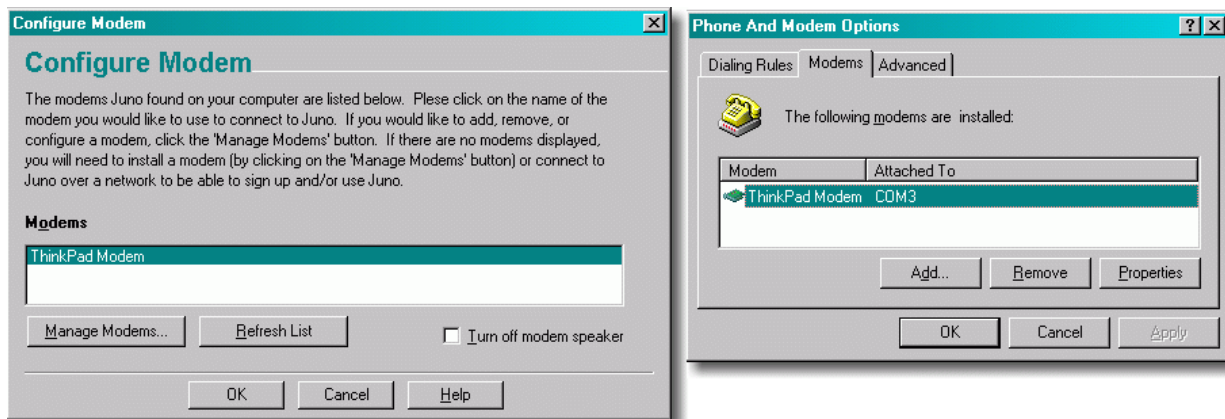 Configure Modem
Configure Modem
The modems Juno found on your computer are listed below. Plese click on the name of the
modem you would like to use to connect to Juno. If you would like to add, remove, or
configure a modem, click the 'Manage Modems' button. If there are no modems displayed,
you will need to install a modem (by clicking on the 'Manage Modems' button) or connect to
Juno over a network to be able to sign up and/or use Juno.
Modems
ThinkPad Modem
Manage Modems...
Refresh List
Turn off modem speaker
OK
Cancel
Help
Phone And Modem Options
Dialing Rules
Modems
Advanced
The following modems are installed:
Modem
Attached To
ThinkPad Modem
COM3
Add...
Remove
Properties
OK
Cancel
Apply